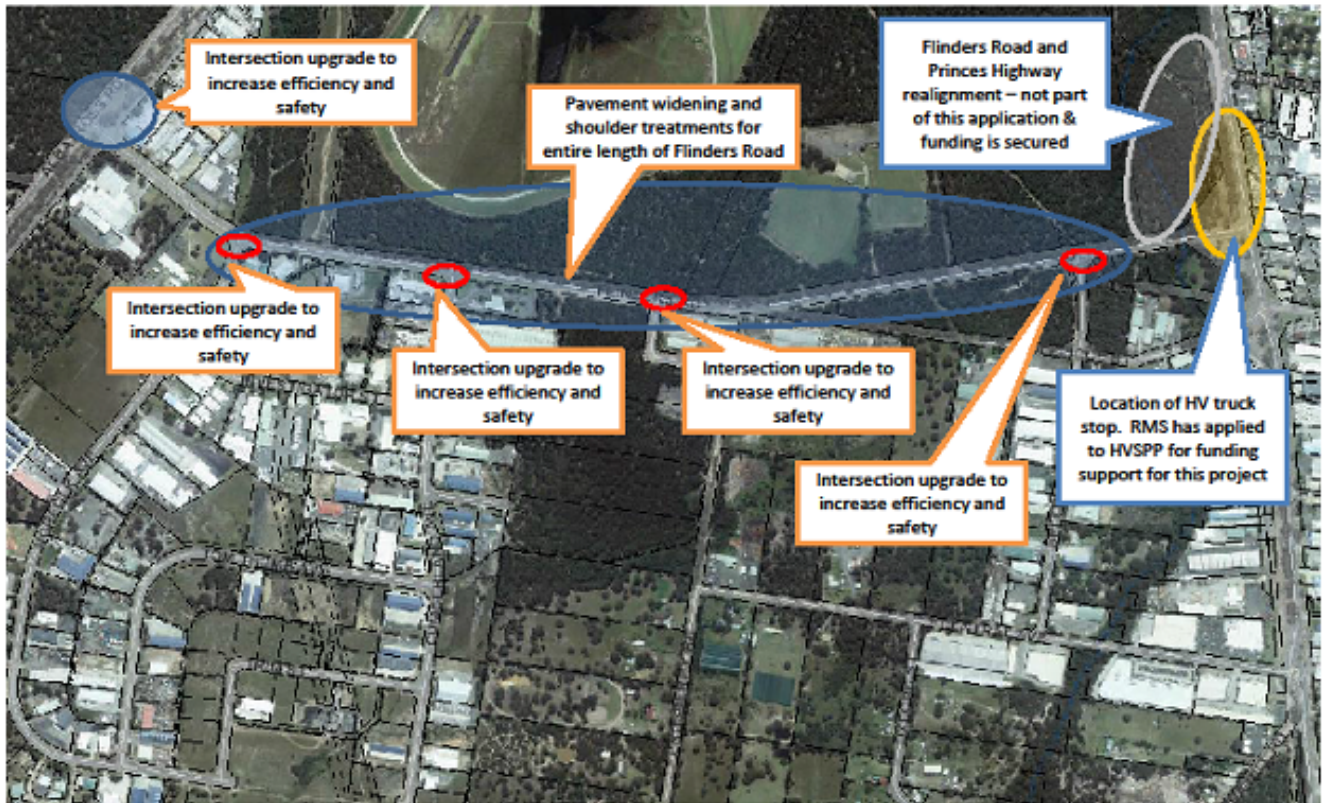 Intersection upgrade to
increase efficiency and
safety
Pavement widening and
shoulder treatments for
entire length of Flinders Road
Flinders Road and
Princes Highway
realignment – not part
of this application &
funding is secured
Intersection upgrade to
increase efficiency and
safety
Intersection upgrade to
increase efficiency and
safety
Intersection upgrade to
increase efficiency and
safety
Intersection upgrade to
increase efficiency and
safety
Location of HV truck
stop. RMS has applied
to HVSPP for funding
support for this project